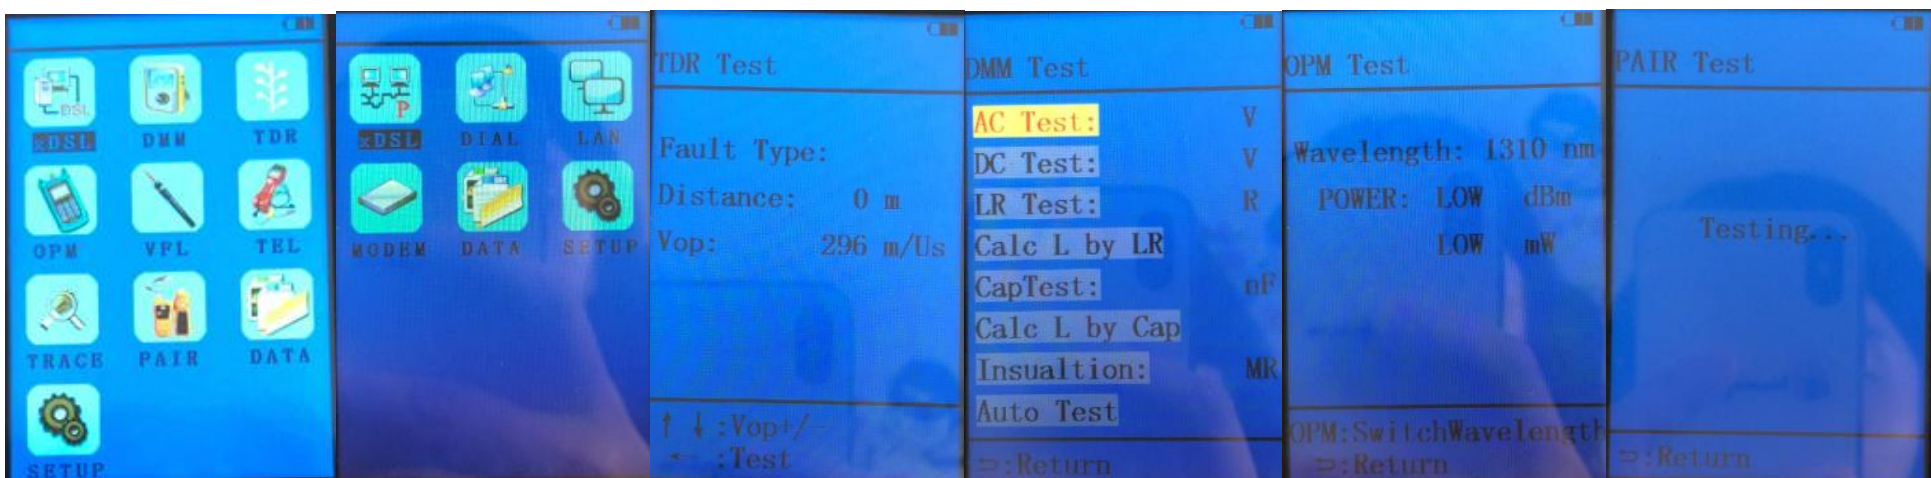 DSL
xDSL
DMM
TDR
OPM
VFL
TEL
TRACE
PAIR
DATA
SETUP
P
xDSL
DIAL
LAN
MODEM
DATA
SETUP
TDR Test
Fault Type:
Distance: 0 m
Vop: 296 m/Us
↑ ↓:Vop+/-
← :Test
DMM Test
AC Test: V
DC Test: V
LR Test: R
Calc L by LR
CapTest: nF
Calc L by Cap
Insualtion: MR
Auto Test
⮌:Return
OPM Test
Wavelength: 1310 nm
POWER: LOW dBm
LOW mW
OPM:SwitchWavelength
⮌:Return
PAIR Test
Testing...
⮌:Return